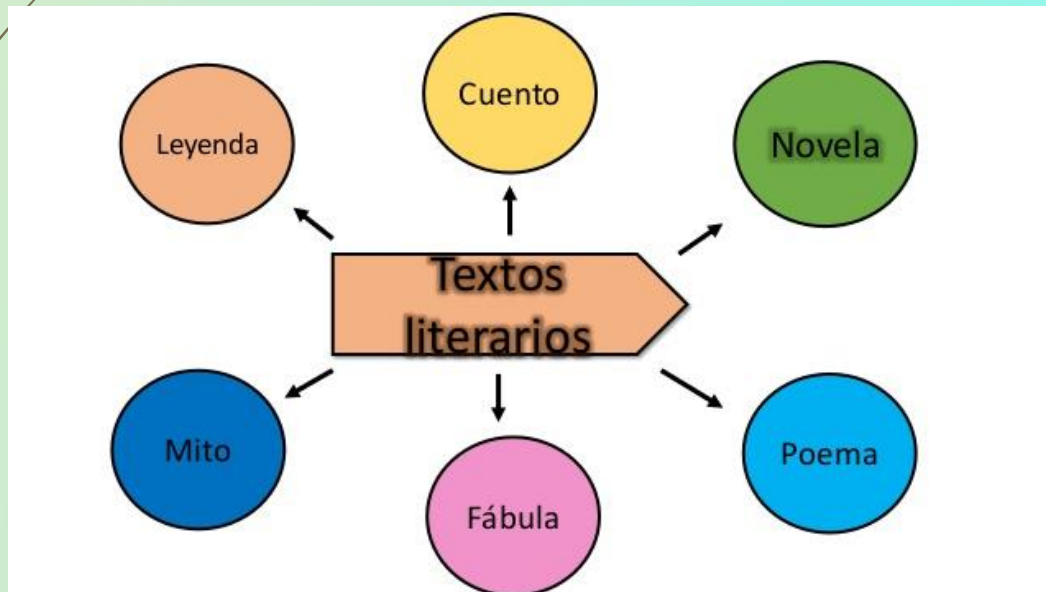 Cuento
Leyenda
Novela
Textos
literarios
Mito
Poema
Fábula